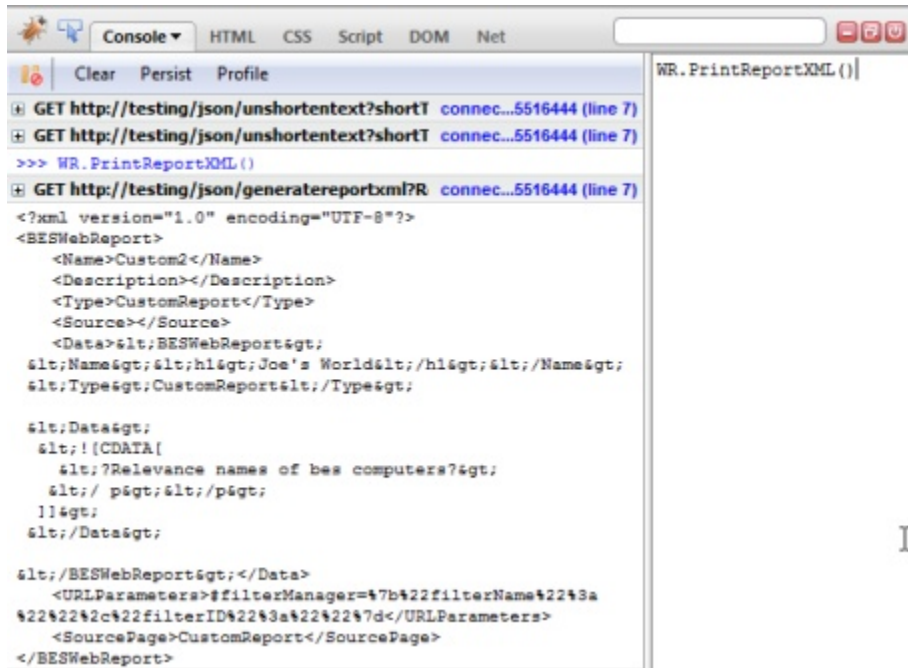 Console HTML CSS Script DOM Net
Clear Persist Profile
GET http://testing/json/unshortentext?shortT connec...5516444 (line 7)
GET http://testing/json/unshortentext?shortT connec...5516444 (line 7)
>>> WR.PrintReportXML()
GET http://testing/json/generatereportxml?R connec...5516444 (line 7)
<?xml version="1.0" encoding="UTF-8"?>
<BESWebReport>
<Name>Custom2</Name>
<Description></Description>
<Type>CustomReport</Type>
<Source></Source>
<Data>&lt;BESWebReport&gt;
&lt;Name&gt;&lt;h1&gt;Joe's World&lt;/h1&gt;&lt;/Name&gt;
&lt;Type&gt;CustomReport&lt;/Type&gt;
&lt;Data&gt;
&lt;![CDATA[
&lt;?Relevance names of bes computers?&gt;
&lt;/ p&gt;&lt;/p&gt;
]]&gt;
&lt;/Data&gt;
&lt;/BESWebReport&gt;</Data>
<URLParameters>#filterManager=%7b%22filterName%22%3a
%22%22%2c%22filterID%22%3a%22%22%7d</URLParameters>
<SourcePage>CustomReport</SourcePage>
</BESWebReport>
WR.PrintReportXML()